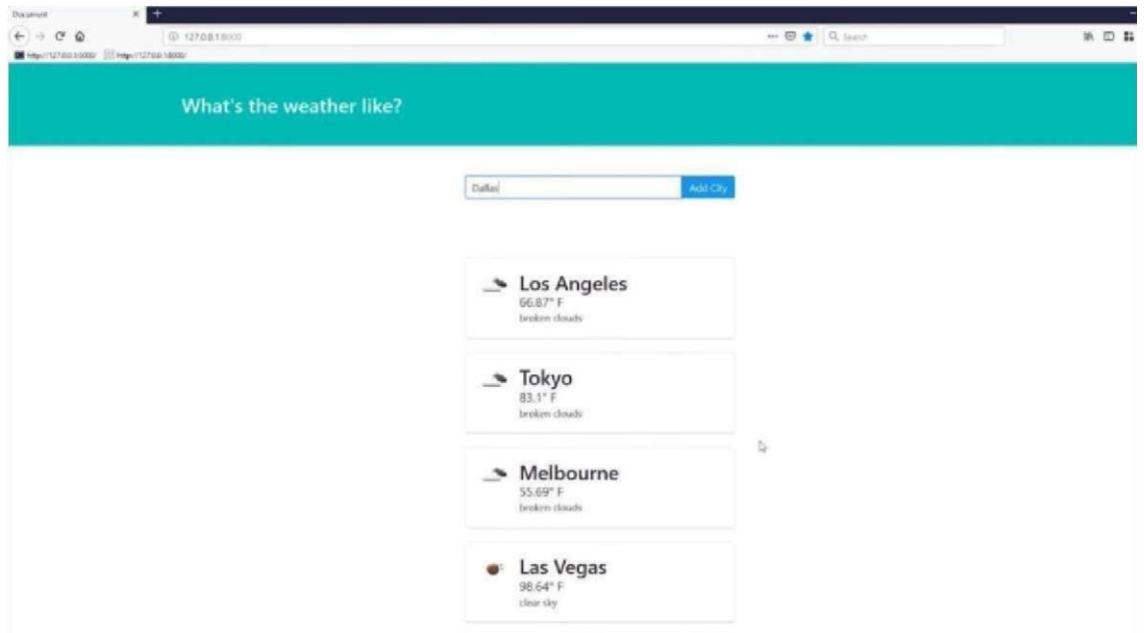 Document
127.0.0.1:8000
Search
What's the weather like?
Dallas
Add City
Los Angeles
66.87° F
broken clouds
Tokyo
83.1° F
broken clouds
Melbourne
55.69° F
broken clouds
Las Vegas
98.64° F
clear sky